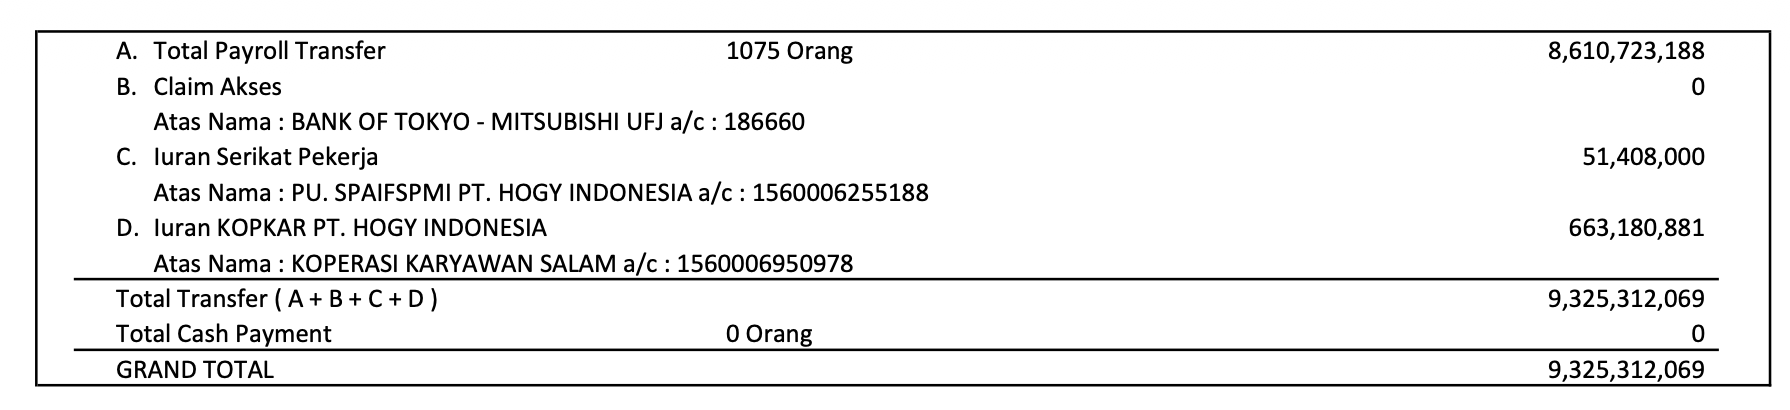 A. Total Payroll Transfer 1075 Orang 8,610,723,188
B. Claim Akses 0
Atas Nama : BANK OF TOKYO - MITSUBISHI UFJ a/c : 186660
C. Iuran Serikat Pekerja 51,408,000
Atas Nama : PU. SPAIFSPMI PT. HOGY INDONESIA a/c : 1560006255188
D. Iuran KOPKAR PT. HOGY INDONESIA 663,180,881
Atas Nama : KOPERASI KARYAWAN SALAM a/c : 1560006950978
Total Transfer ( A + B + C + D ) 9,325,312,069
Total Cash Payment 0 Orang 0
GRAND TOTAL 9,325,312,069